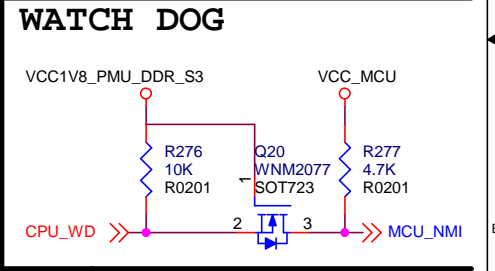 WATCH DOG
VCC1V8_PMU_DDR_S3
VCC_MCU
R276
10K
R0201
Q20
WNM2077
SOT723
R277
4.7K
R0201
1
2
3
CPU_WD
MCU_NMI
E